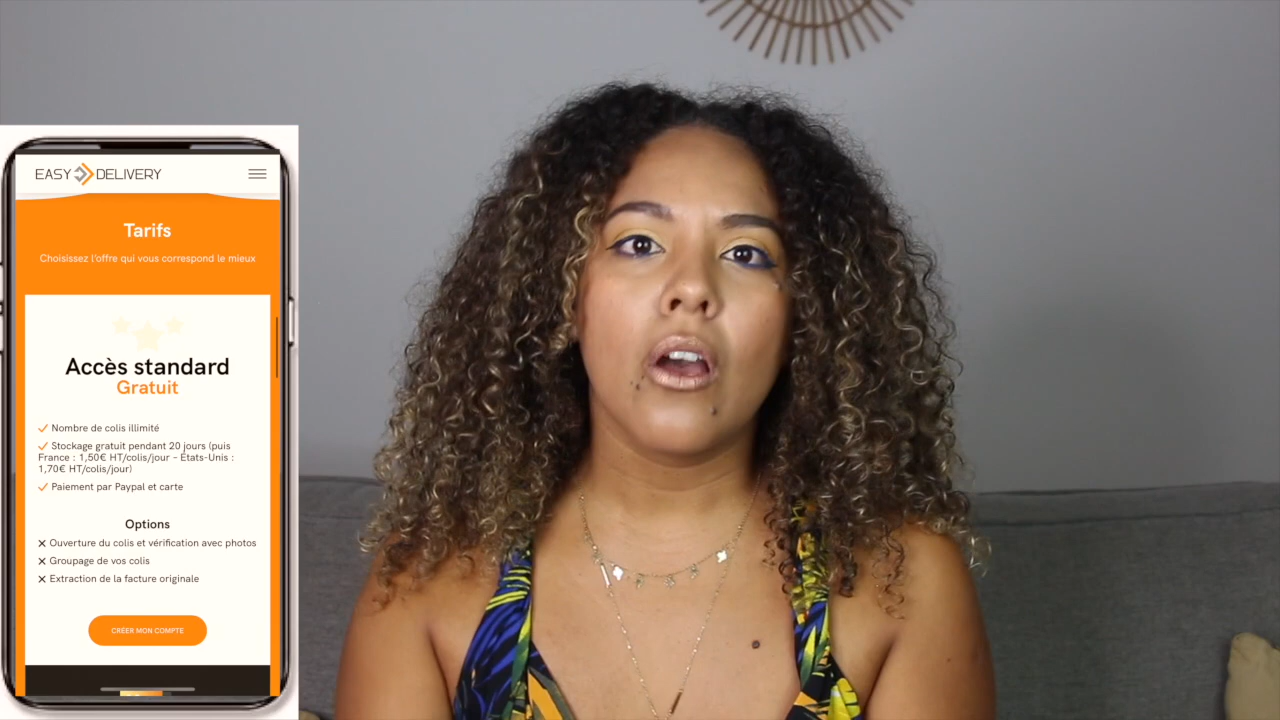 EASY DELIVERY
Tarifs
Choisissez l'offre qui vous correspond le mieux
Accès standard
Gratuit
Nombre de colis illimité
Stockage gratuit pendant 20 jours (puis
France : 1,50€ HT/colis/jour – États-Unis :
1,70€ HT/colis/jour)
Paiement par Paypal et carte
Options
Ouverture du colis et vérification avec photos
Groupage de vos colis
Extraction de la facture originale
CRÉER MON COMPTE